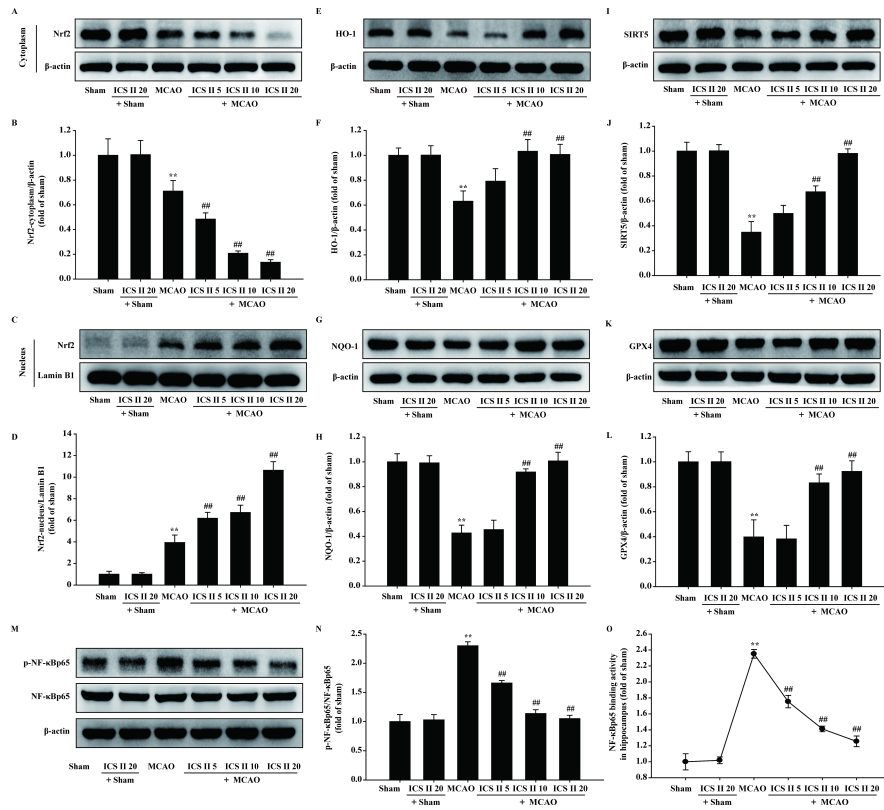 A
Cytoplasm
Nrf2
β-actin
Sham ICS II 20 MCAO ICS II 5 ICS II 10 ICS II 20
+ Sham + MCAO
E
HO-1
β-actin
Sham ICS II 20 MCAO ICS II 5 ICS II 10 ICS II 20
+ Sham + MCAO
I
SIRT5
β-actin
Sham ICS II 20 MCAO ICS II 5 ICS II 10 ICS II 20
+ Sham + MCAO
B
Nrf2-cytoplasm/β-actin
(fold of sham)
1.2
1.0
0.8
0.6
0.4
0.2
0.0
**
##
##
##
Sham ICS II 20 MCAO ICS II 5 ICS II 10 ICS II 20
+ Sham + MCAO
F
HO-1/β-actin (fold of sham)
1.2
1.0
0.8
0.6
0.4
0.2
0.0
**
##
##
Sham ICS II 20 MCAO ICS II 5 ICS II 10 ICS II 20
+ Sham + MCAO
J
SIRT5/β-actin (fold of sham)
1.2
1.0
0.8
0.6
0.4
0.2
0.0
**
##
##
Sham ICS II 20 MCAO ICS II 5 ICS II 10 ICS II 20
+ Sham + MCAO
C
Nucleus
Nrf2
Lamin B1
Sham ICS II 20 MCAO ICS II 5 ICS II 10 ICS II 20
+ Sham + MCAO
G
NQO-1
β-actin
Sham ICS II 20 MCAO ICS II 5 ICS II 10 ICS II 20
+ Sham + MCAO
K
GPX4
β-actin
Sham ICS II 20 MCAO ICS II 5 ICS II 10 ICS II 20
+ Sham + MCAO
D
Nrf2-nucleus/Lamin B1
(fold of sham)
14
12
10
8
6
4
2
0
**
##
##
##
Sham ICS II 20 MCAO ICS II 5 ICS II 10 ICS II 20
+ Sham + MCAO
H
NQO-1/β-actin (fold of sham)
1.2
1.0
0.8
0.6
0.4
0.2
0.0
**
##
##
Sham ICS II 20 MCAO ICS II 5 ICS II 10 ICS II 20
+ Sham + MCAO
L
GPX4/β-actin (fold of sham)
1.2
1.0
0.8
0.6
0.4
0.2
0.0
**
##
##
Sham ICS II 20 MCAO ICS II 5 ICS II 10 ICS II 20
+ Sham + MCAO
M
p-NF-κBp65
NF-κBp65
β-actin
Sham ICS II 20 MCAO ICS II 5 ICS II 10 ICS II 20
+ Sham + MCAO
N
p-NF-κBp65/NF-κBp65
(fold of sham)
2.5
2.0
1.5
1.0
0.5
0.0
**
##
##
##
Sham ICS II 20 MCAO ICS II 5 ICS II 10 ICS II 20
+ Sham + MCAO
O
NF-κBp65 binding activity
in hippocampus (fold of sham)
2.6
2.4
2.2
2.0
1.8
1.6
1.4
1.2
1.0
0.8
**
##
##
##
Sham ICS II 20 MCAO ICS II 5 ICS II 10 ICS II 20
+ Sham + MCAO